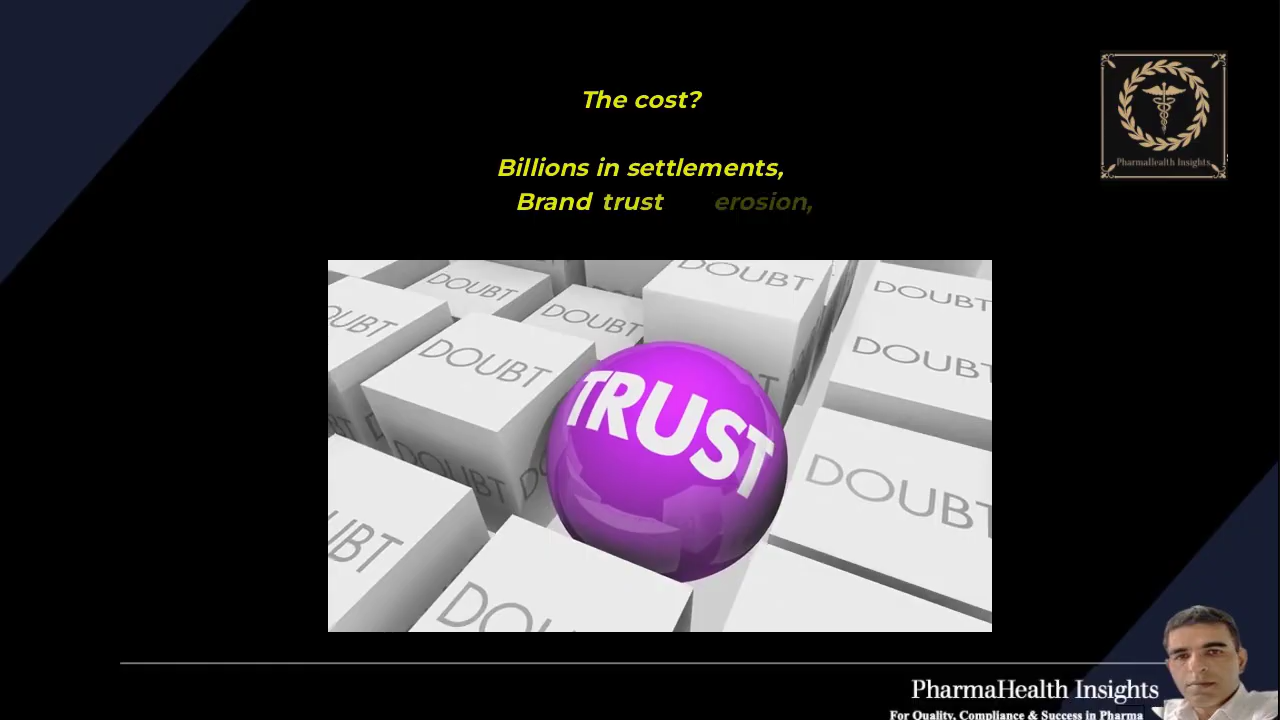 The cost?
Billions in settlements,
Brand trust erosion,
PharmaHealth Insights
DOUBT
DOUBT
DOUBT
DOUBT
DOUBT
DOUBT
DOUBT
TRUST
DOUBT
DOUBT
PharmaHealth Insights
For Quality, Compliance & Success in Pharma